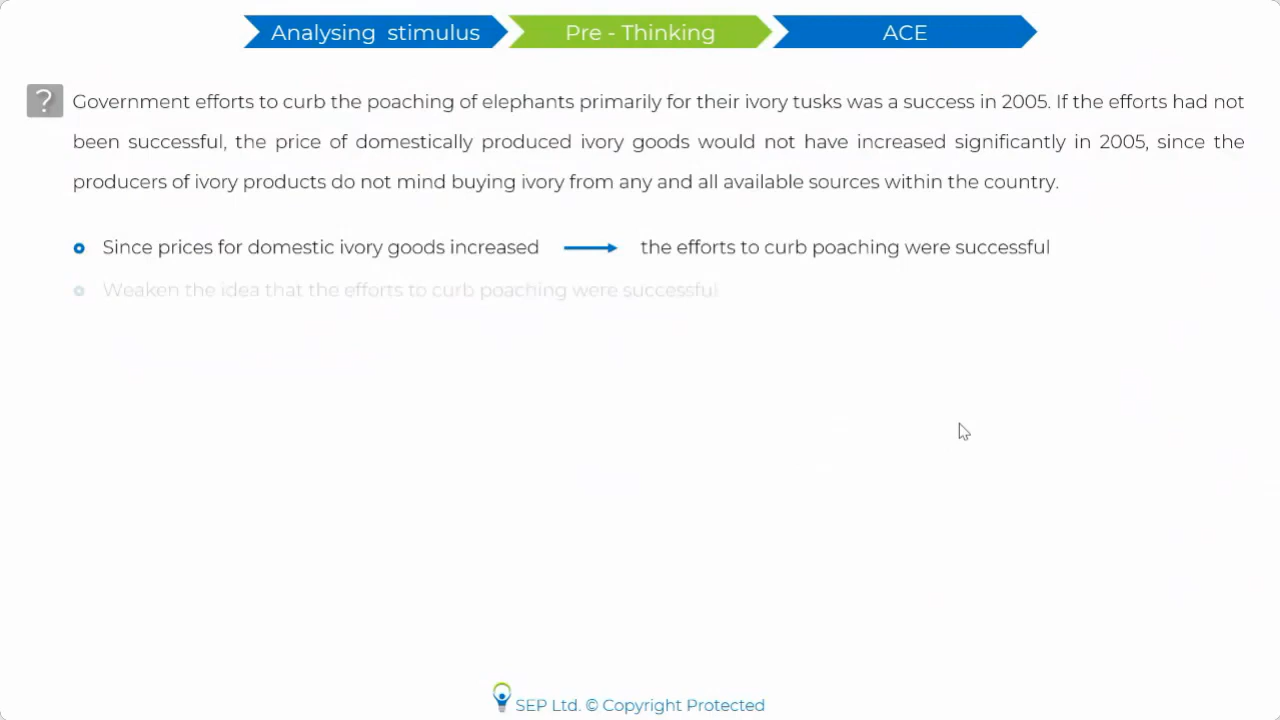 Analysing stimulus
Pre - Thinking
ACE
?
Government efforts to curb the poaching of elephants primarily for their ivory tusks was a success in 2005. If the efforts had not
been successful, the price of domestically produced ivory goods would not have increased significantly in 2005, since the
producers of ivory products do not mind buying ivory from any and all available sources within the country.
Since prices for domestic ivory goods increased
the efforts to curb poaching were successful
Weaken the idea that the efforts to curb poaching were successful
SEP Ltd. © Copyright Protected